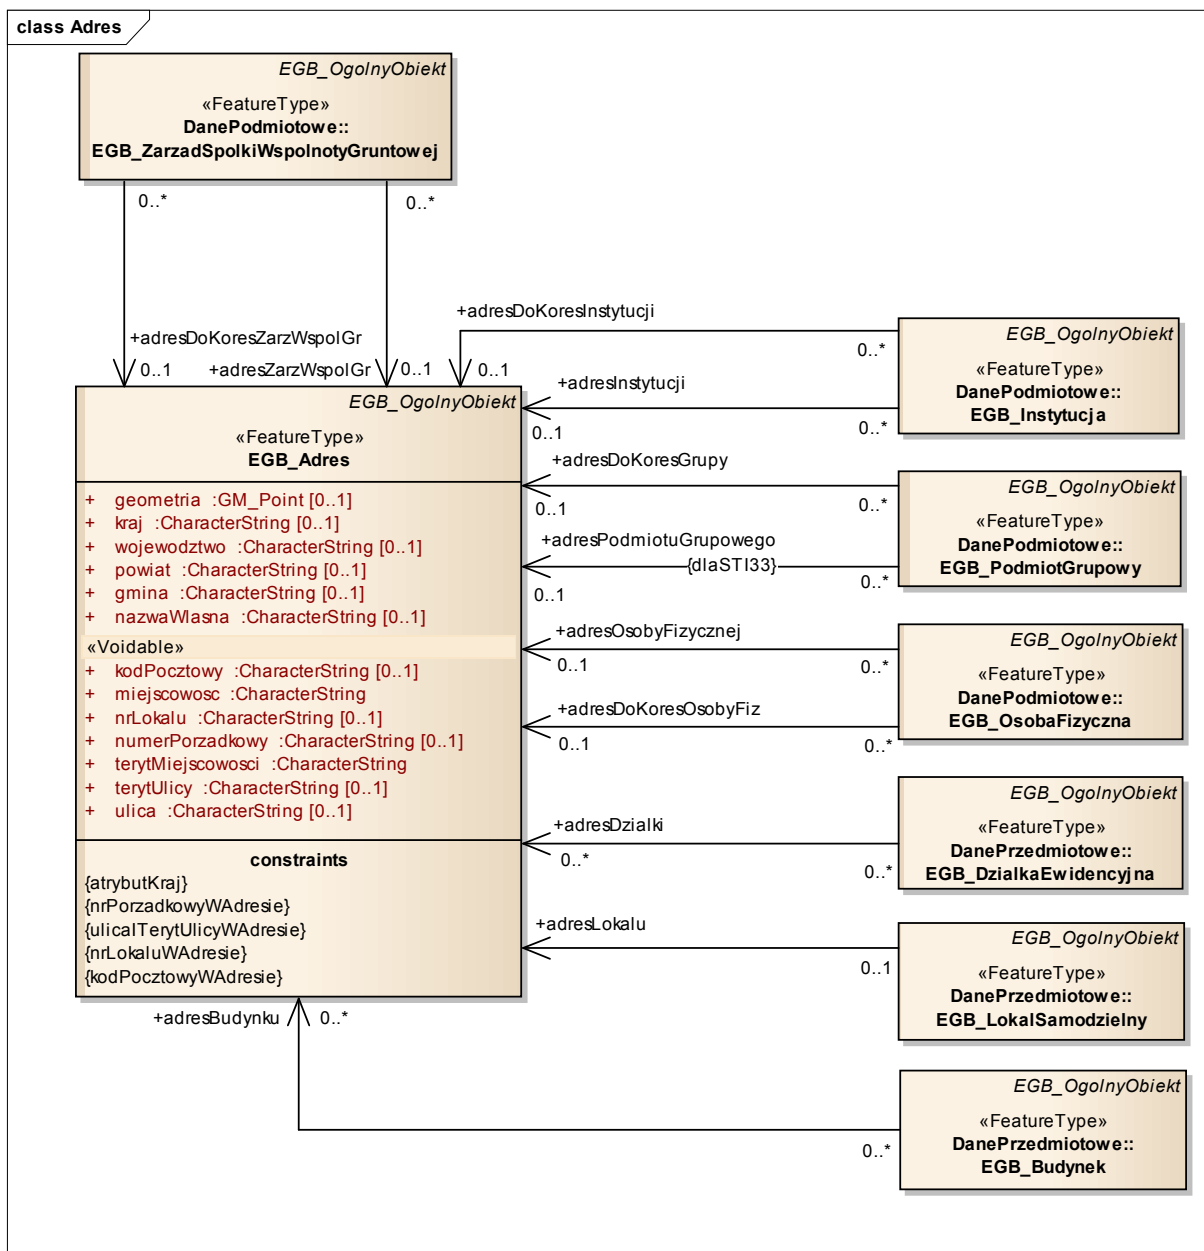 class Adres
EGB_OgolnyObiekt
«FeatureType»
DanePodmiotowe::
EGB_ZarzadSpolkiWspolnotyGruntowej
0..*
0..*
+adresDoKoresZarzWspolGr
0..1
+adresZarzWspolGr
0..1
+adresDoKoresInstytucji
0..1
0..*
EGB_OgolnyObiekt
«FeatureType»
DanePodmiotowe::
EGB_Instytucja
+adresInstytucji
0..1
0..*
EGB_OgolnyObiekt
«FeatureType»
EGB_Adres
+ geometria :GM_Point [0..1]
+ kraj :CharacterString [0..1]
+ wojewodztwo :CharacterString [0..1]
+ powiat :CharacterString [0..1]
+ gmina :CharacterString [0..1]
+ nazwaWlasna :CharacterString [0..1]
«Voidable»
+ kodPocztowy :CharacterString [0..1]
+ miejscowosc :CharacterString
+ nrLokalu :CharacterString [0..1]
+ numerPorzadkowy :CharacterString [0..1]
+ terytMiejscowosci :CharacterString
+ terytUlicy :CharacterString [0..1]
+ ulica :CharacterString [0..1]
constraints
{atrybutKraj}
{nrPorzadkowyWAdresie}
{ulicaITerytUlicyWAdresie}
{nrLokaluWAdresie}
{kodPocztowyWAdresie}
+adresDoKoresGrupy
0..1
0..*
EGB_OgolnyObiekt
«FeatureType»
DanePodmiotowe::
EGB_PodmiotGrupowy
+adresPodmiotuGrupowego
{dlaSTI33}
0..1
0..*
+adresOsobyFizycznej
0..1
0..*
EGB_OgolnyObiekt
«FeatureType»
DanePodmiotowe::
EGB_OsobaFizyczna
+adresDoKoresOsobyFiz
0..1
0..*
+adresDzialki
0..*
0..*
EGB_OgolnyObiekt
«FeatureType»
DanePrzedmiotowe::
EGB_DzialkaEwidencyjna
+adresLokalu
0..1
EGB_OgolnyObiekt
«FeatureType»
DanePrzedmiotowe::
EGB_LokalSamodzielny
+adresBudynku
0..*
0..*
EGB_OgolnyObiekt
«FeatureType»
DanePrzedmiotowe::
EGB_Budynek